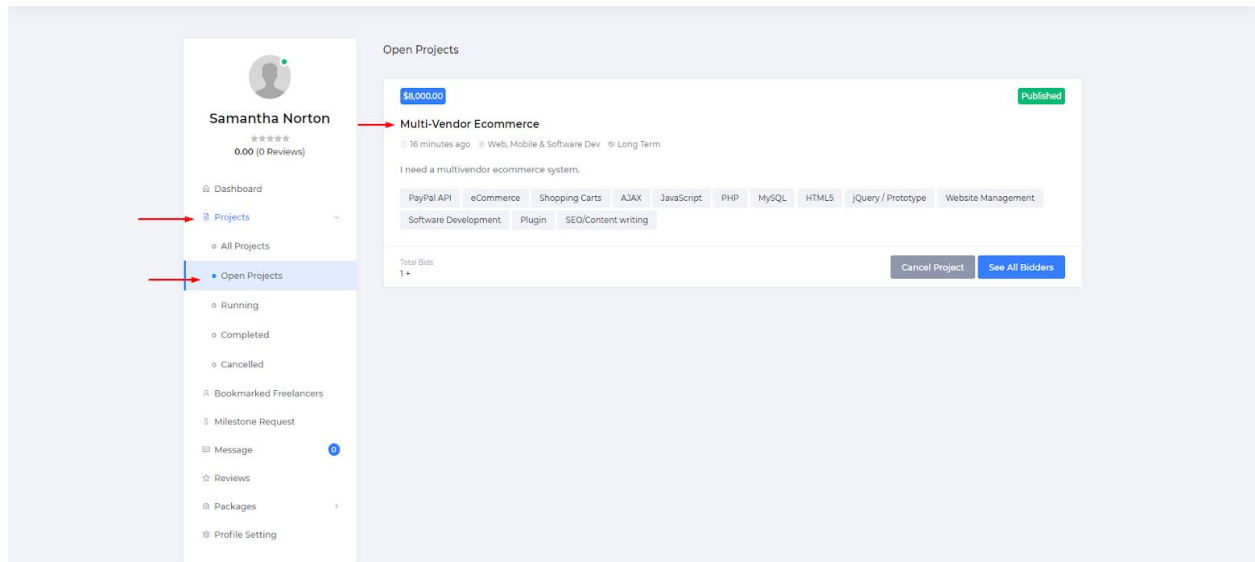 Samantha Norton
0.00 (0 Reviews)
Dashboard
Projects
All Projects
Open Projects
Running
Completed
Cancelled
Bookmarked Freelancers
Milestone Request
Message 0
Reviews
Packages
Profile Setting
Open Projects
$8,000.00 Published
Multi-Vendor Ecommerce
16 minutes ago Web, Mobile & Software Dev Long Term
I need a multivendor ecommerce system.
PayPal API eCommerce Shopping Carts AJAX JavaScript PHP MySQL HTML5 jQuery / Prototype Website Management
Software Development Plugin SEO/Content writing
Total Bids
1 +
Cancel Project See All Bidders